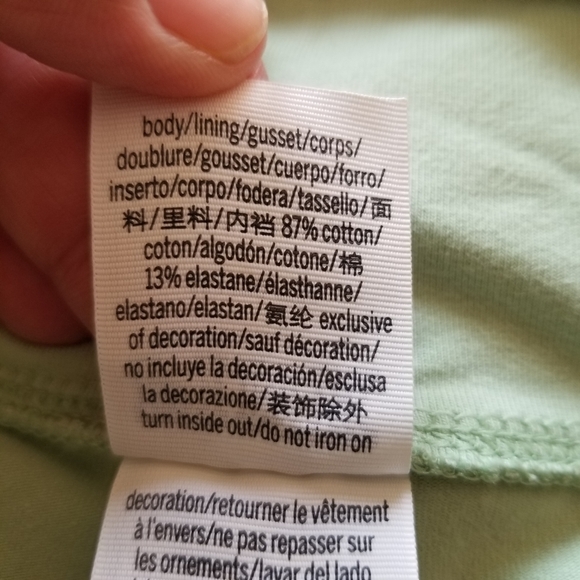 body/lining/gusset/corps/
doublure/gousset/cuerpo/forro/
inserto/corpo/fodera/tassello/面
料/里料/内裆 87% cotton/
coton/algodón/cotone/棉
13% elastane/élasthanne/
elastano/elastan/氨纶 exclusive
of decoration/sauf décoration/
no incluye la decoración/esclusa
la decorazione/装饰除外
turn inside out/do not iron on
decoration/retourner le vêtement
à l'envers/ne pas repasser sur
les ornements/lavar del lado